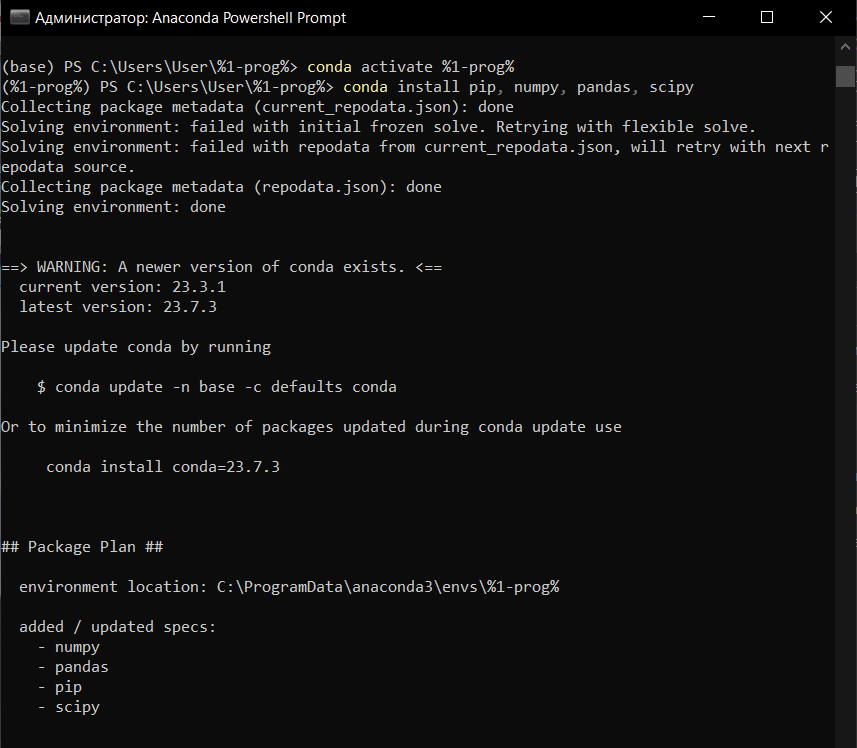 Администратор: Anaconda Powershell Prompt
(base) PS C:\Users\User\%1-prog%> conda activate %1-prog%
(%1-prog%) PS C:\Users\User\%1-prog%> conda install pip, numpy, pandas, scipy
Collecting package metadata (current_repodata.json): done
Solving environment: failed with initial frozen solve. Retrying with flexible solve.
Solving environment: failed with repodata from current_repodata.json, will retry with next r
epodata source.
Collecting package metadata (repodata.json): done
Solving environment: done
==> WARNING: A newer version of conda exists. <==
  current version: 23.3.1
  latest version: 23.7.3
Please update conda by running
    $ conda update -n base -c defaults conda
Or to minimize the number of packages updated during conda update use
     conda install conda=23.7.3
## Package Plan ##
  environment location: C:\ProgramData\anaconda3\envs\%1-prog%
  added / updated specs:
    - numpy
    - pandas
    - pip
    - scipy